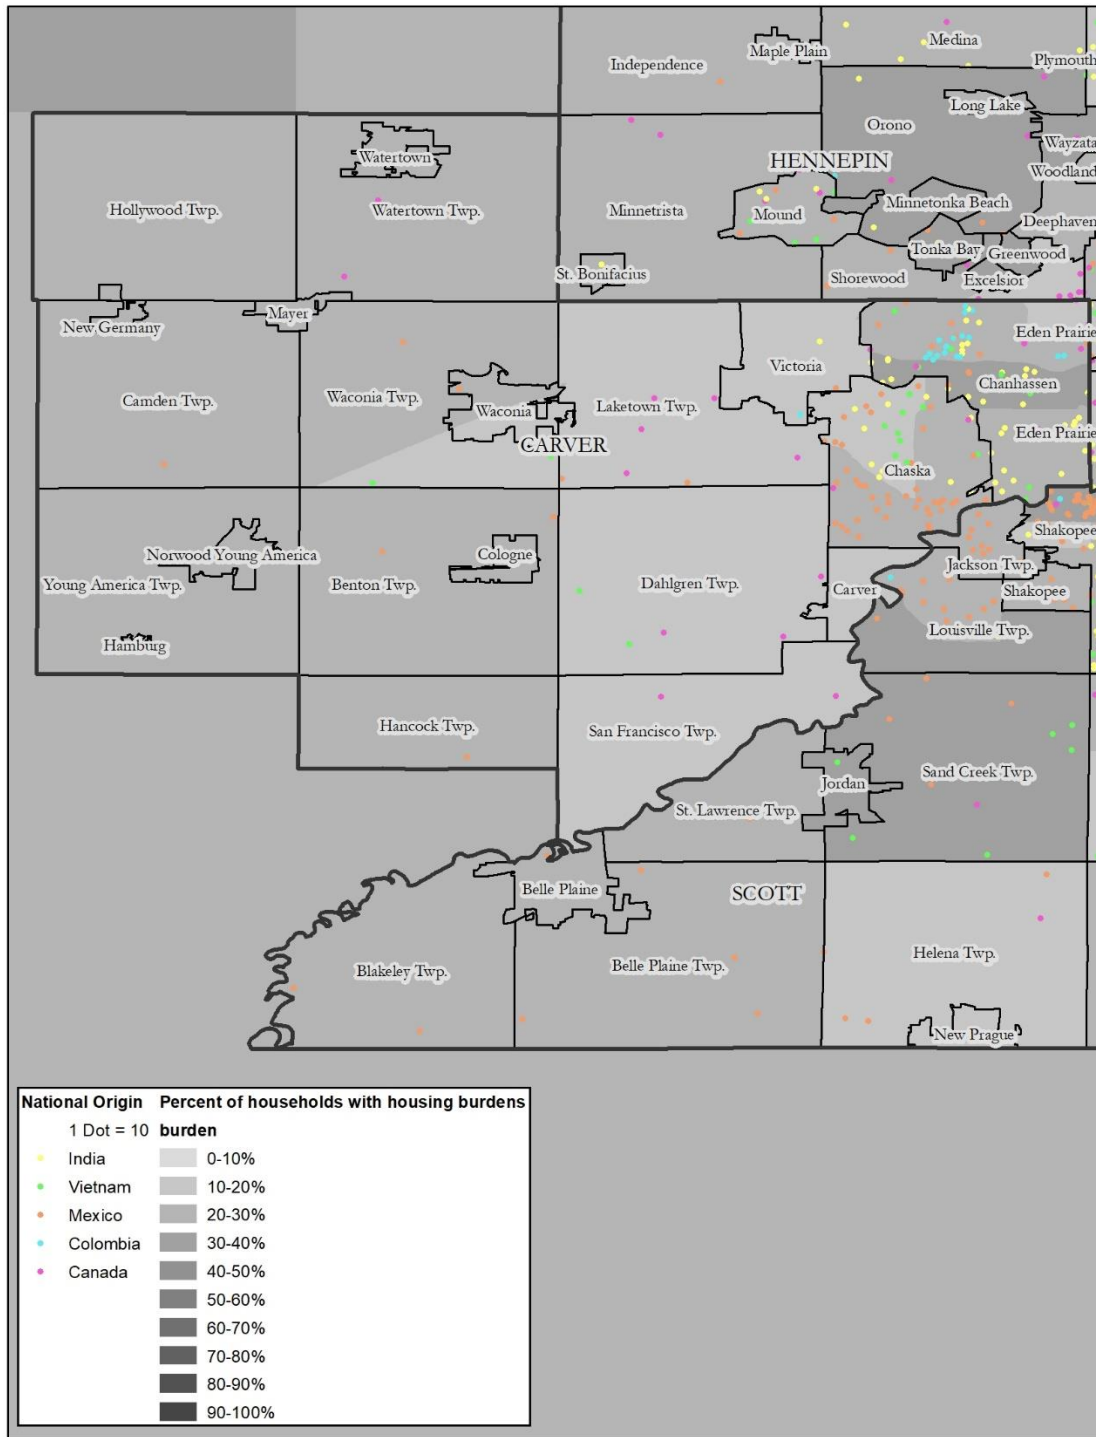 Maple Plain
Medina
Independence
Plymouth
Long Lake
Orono
Wayzata
Watertown
HENNEPIN
Woodland
Hollywood Twp.
Watertown Twp.
Minnetrista
Mound
Minnetonka Beach
Deephaven
Tonka Bay
Greenwood
St. Bonifacius
Shorewood
Excelsior
New Germany
Mayer
Eden Prairie
Victoria
Chanhassen
Camden Twp.
Waconia Twp.
Waconia
Laketown Twp.
CARVER
Eden Prairie
Chaska
Norwood Young America
Cologne
Shakopee
Young America Twp.
Benton Twp.
Dahlgren Twp.
Carver
Jackson Twp.
Shakopee
Hamburg
Louisville Twp.
Hancock Twp.
San Francisco Twp.
Sand Creek Twp.
Jordan
St. Lawrence Twp.
Belle Plaine
SCOTT
Blakeley Twp.
Belle Plaine Twp.
Helena Twp.
New Prague
National Origin Percent of households with housing burdens
1 Dot = 10 burden
India 0-10%
Vietnam 10-20%
Mexico 20-30%
Colombia 30-40%
Canada 40-50%
50-60%
60-70%
70-80%
80-90%
90-100%